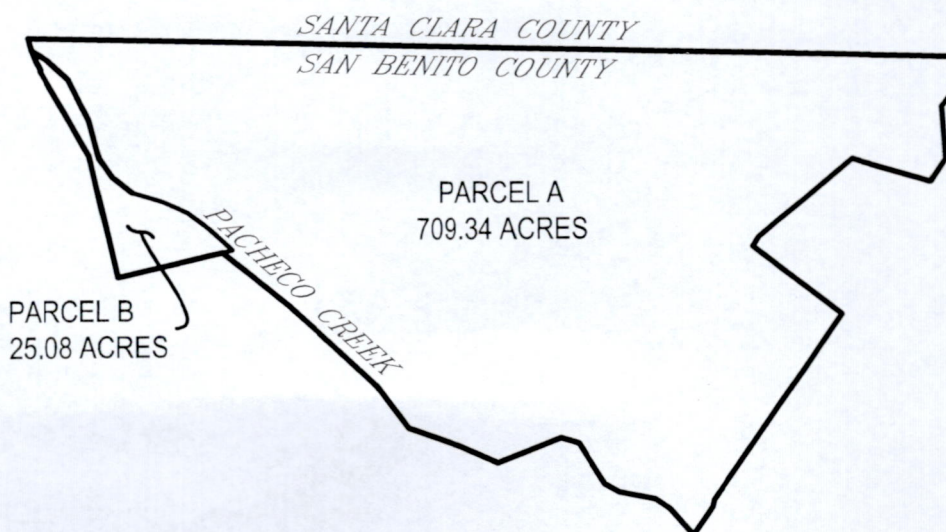 SANTA CLARA COUNTY
SAN BENITO COUNTY
PARCEL A
709.34 ACRES
PACHECO CREEK
PARCEL B
25.08 ACRES